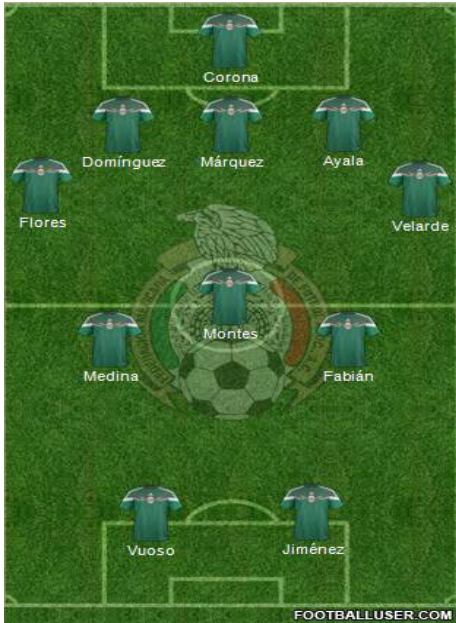 Corona
Domínguez Márquez Ayala
Flores Velarde
Montes
Medina Fabián
Vuoso Jiménez
FOOTBALLUSER.COM